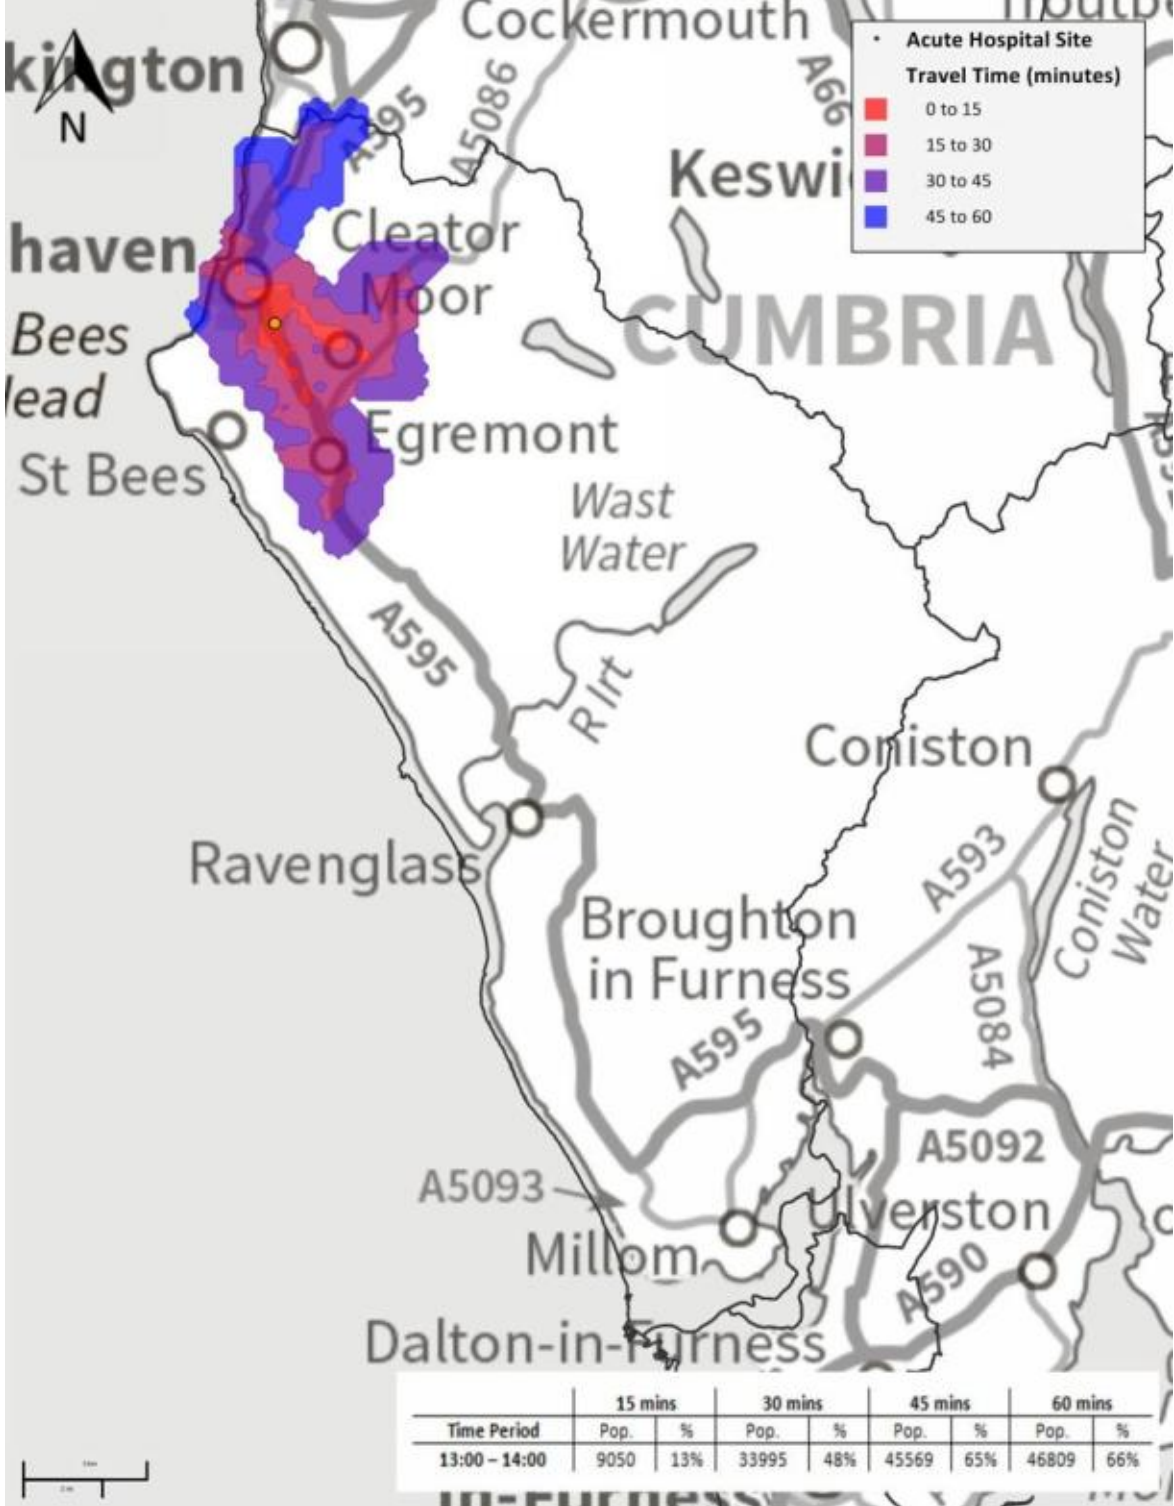 Cockermouth
kington
N
A595
A5086
A66
Acute Hospital Site
Travel Time (minutes)
0 to 15
15 to 30
30 to 45
45 to 60
Keswi
haven
Cleator
Moor
Bees
lead
CUMBRIA
St Bees
Egremont
Wast
Water
A595
R Irt
Coniston
Ravenglass
A593
Coniston
Water
Broughton
in Furness
A595
A5084
A5092
A5093
Ulverston
Millom
A590
Dalton-in-Furness
15 mins 30 mins 45 mins 60 mins
Time Period Pop. % Pop. % Pop. % Pop. %
13:00 – 14:00 9050 13% 33995 48% 45569 65% 46809 66%
in-Furness